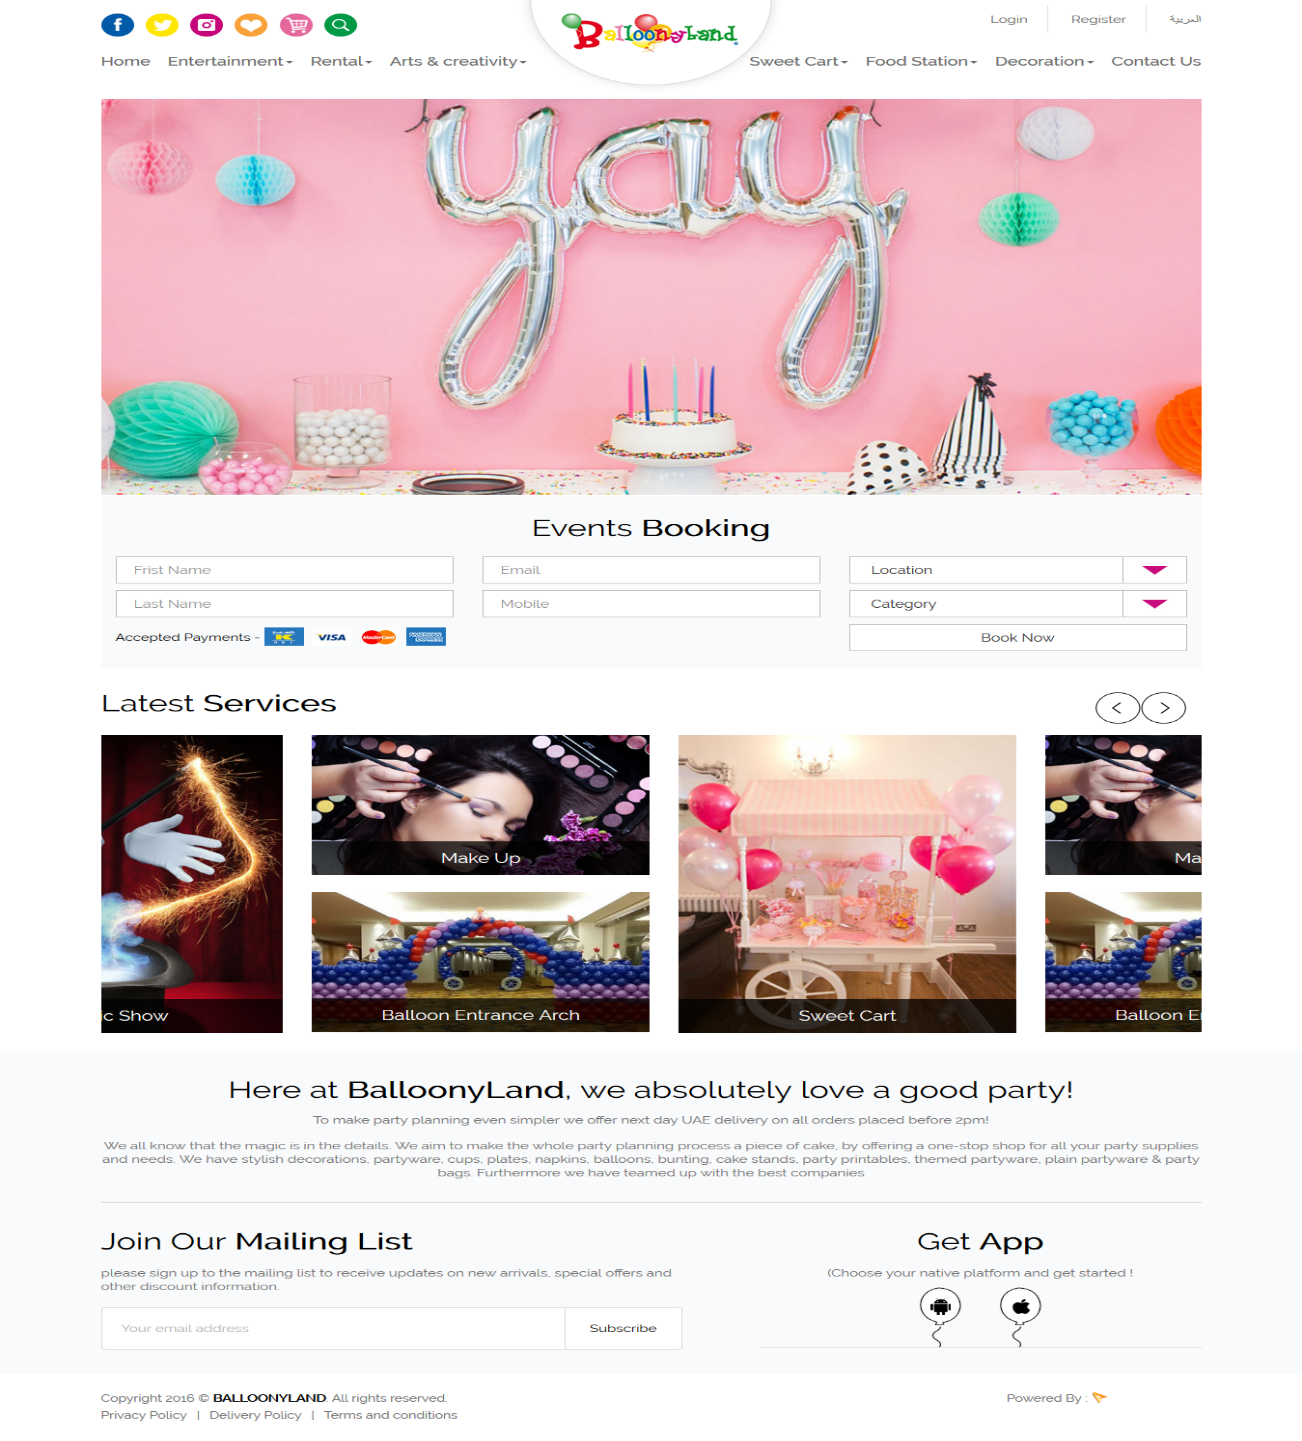 BalloonyLand
Login
Register
العربية
Home
Entertainment
Rental
Arts & creativity
Sweet Cart
Food Station
Decoration
Contact Us
yay
Events Booking
Frist Name
Email
Location
Last Name
Mobile
Category
Accepted Payments -
VISA
MasterCard
AMERICAN EXPRESS
Book Now
Latest Services
ic Show
Make Up
Balloon Entrance Arch
Sweet Cart
Ma
Balloon E
Here at BalloonyLand, we absolutely love a good party!
To make party planning even simpler we offer next day UAE delivery on all orders placed before 2pm!
We all know that the magic is in the details. We aim to make the whole party planning process a piece of cake, by offering a one-stop shop for all your party supplies
and needs. We have stylish decorations, partyware, cups, plates, napkins, balloons, bunting, cake stands, party printables, themed partyware, plain partyware & party
bags. Furthermore we have teamed up with the best companies
Join Our Mailing List
please sign up to the mailing list to receive updates on new arrivals, special offers and
other discount information.
Your email address
Subscribe
Get App
(Choose your native platform and get started !
Copyright 2016 © BALLOONYLAND. All rights reserved.
Privacy Policy | Delivery Policy | Terms and conditions
Powered By :